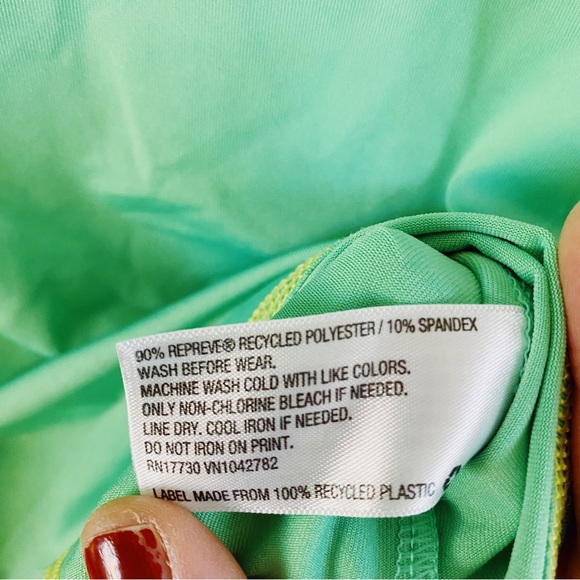 90% REPREVE® RECYCLED POLYESTER / 10% SPANDEX
WASH BEFORE WEAR.
MACHINE WASH COLD WITH LIKE COLORS.
ONLY NON-CHLORINE BLEACH IF NEEDED.
LINE DRY. COOL IRON IF NEEDED.
DO NOT IRON ON PRINT.
RN17730 VN1042782
LABEL MADE FROM 100% RECYCLED PLASTIC